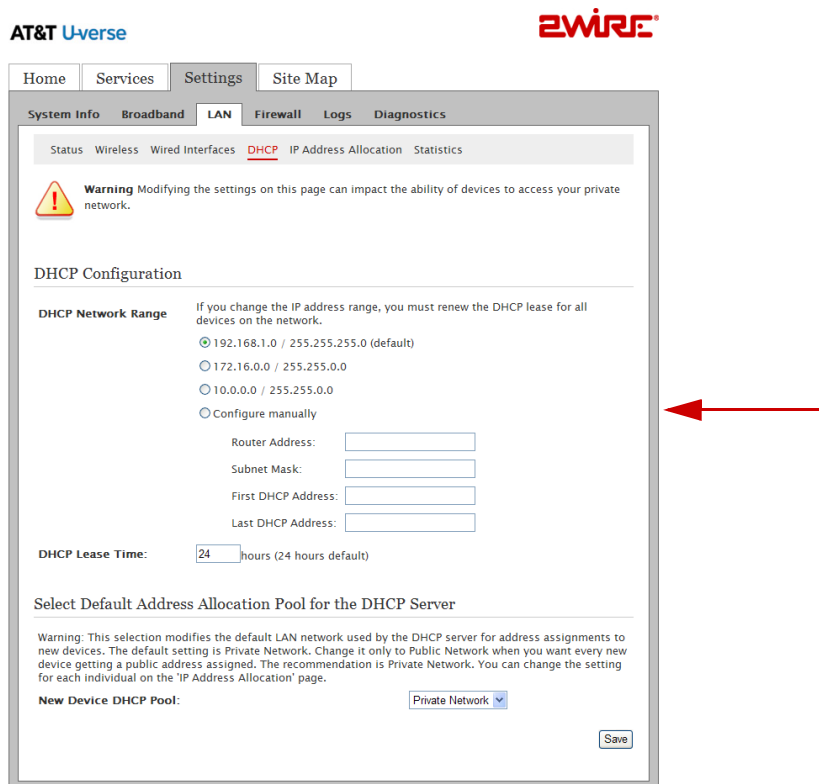 AT&T U-verse
2WIRE
Home Services Settings Site Map
System Info Broadband LAN Firewall Logs Diagnostics
Status Wireless Wired Interfaces DHCP IP Address Allocation Statistics
Warning Modifying the settings on this page can impact the ability of devices to access your private
network.
DHCP Configuration
DHCP Network Range
If you change the IP address range, you must renew the DHCP lease for all
devices on the network.
192.168.1.0 / 255.255.255.0 (default)
172.16.0.0 / 255.255.0.0
10.0.0.0 / 255.255.0.0
Configure manually
Router Address:
Subnet Mask:
First DHCP Address:
Last DHCP Address:
DHCP Lease Time: 24 hours (24 hours default)
Select Default Address Allocation Pool for the DHCP Server
Warning: This selection modifies the default LAN network used by the DHCP server for address assignments to
new devices. The default setting is Private Network. Change it only to Public Network when you want every new
device getting a public address assigned. The recommendation is Private Network. You can change the setting
for each individual on the 'IP Address Allocation' page.
New Device DHCP Pool: Private Network
Save